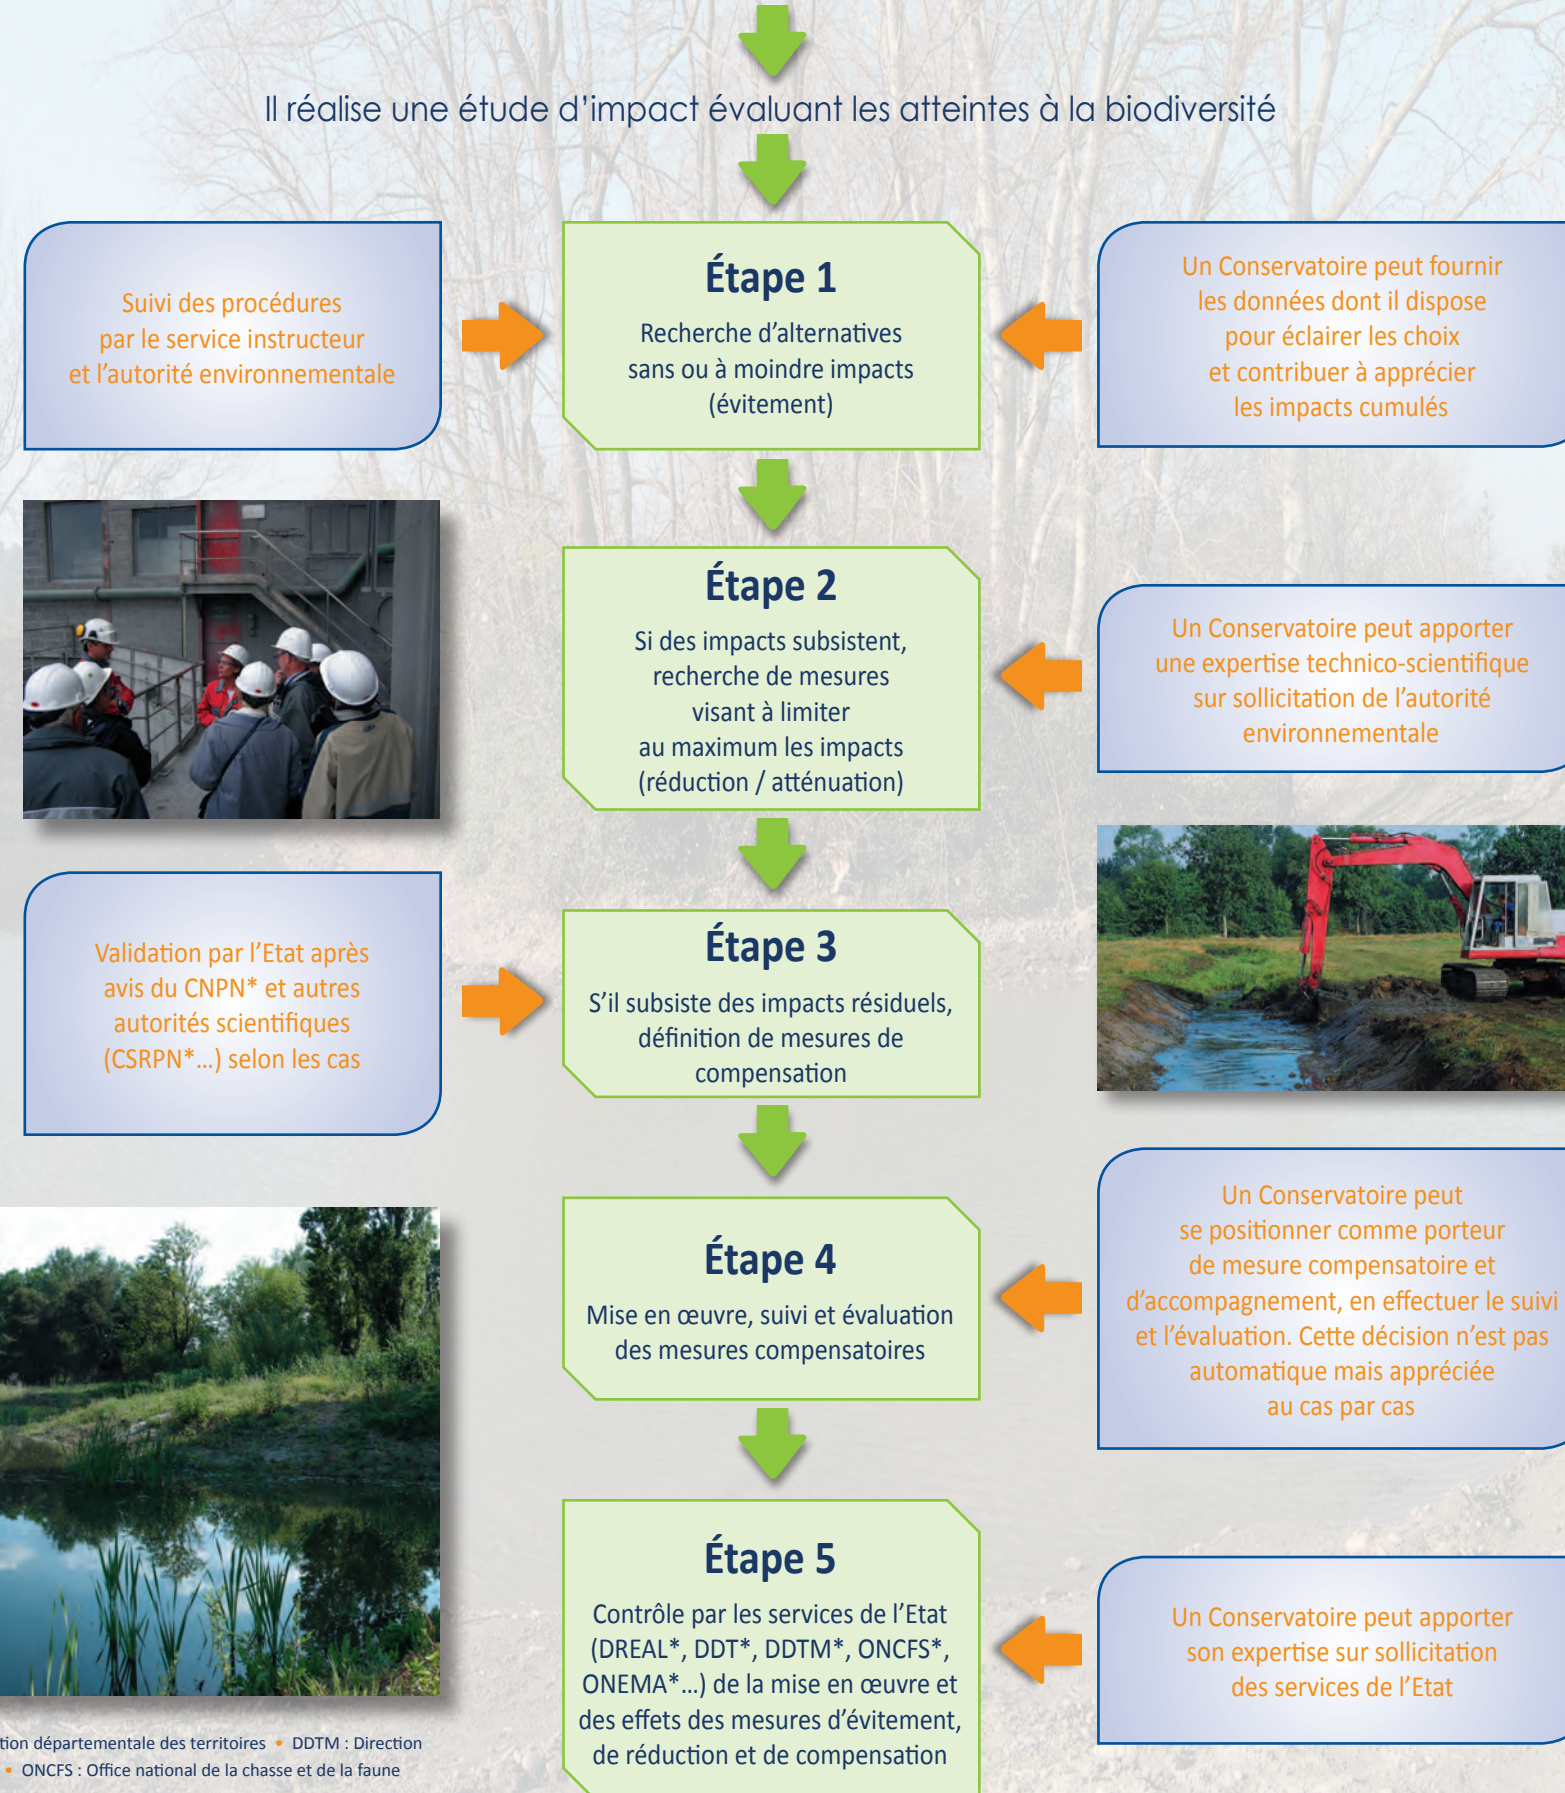 Il réalise une étude d'impact évaluant les atteintes à la biodiversité
Suivi des procédures
par le service instructeur
et l'autorité environnementale
Étape 1
Recherche d'alternatives
sans ou à moindre impacts
(évitement)
Un Conservatoire peut fournir
les données dont il dispose
pour éclairer les choix
et contribuer à apprécier
les impacts cumulés
Étape 2
Si des impacts subsistent,
recherche de mesures
visant à limiter
au maximum les impacts
(réduction / atténuation)
Un Conservatoire peut apporter
une expertise technico-scientifique
sur sollicitation de l'autorité
environnementale
Validation par l'Etat après
avis du CNPN* et autres
autorités scientifiques
(CSRPN*...) selon les cas
Étape 3
S'il subsiste des impacts résiduels,
définition de mesures de
compensation
Étape 4
Mise en œuvre, suivi et évaluation
des mesures compensatoires
Un Conservatoire peut
se positionner comme porteur
de mesure compensatoire et
d'accompagnement, en effectuer le suivi
et l'évaluation. Cette décision n'est pas
automatique mais appréciée
au cas par cas
Étape 5
Contrôle par les services de l'Etat
(DREAL*, DDT*, DDTM*, ONCFS*,
ONEMA*...) de la mise en œuvre et
des effets des mesures d'évitement,
de réduction et de compensation
Un Conservatoire peut apporter
son expertise sur sollicitation
des services de l'Etat
tion départementale des territoires • DDTM : Direction
• ONCFS : Office national de la chasse et de la faune